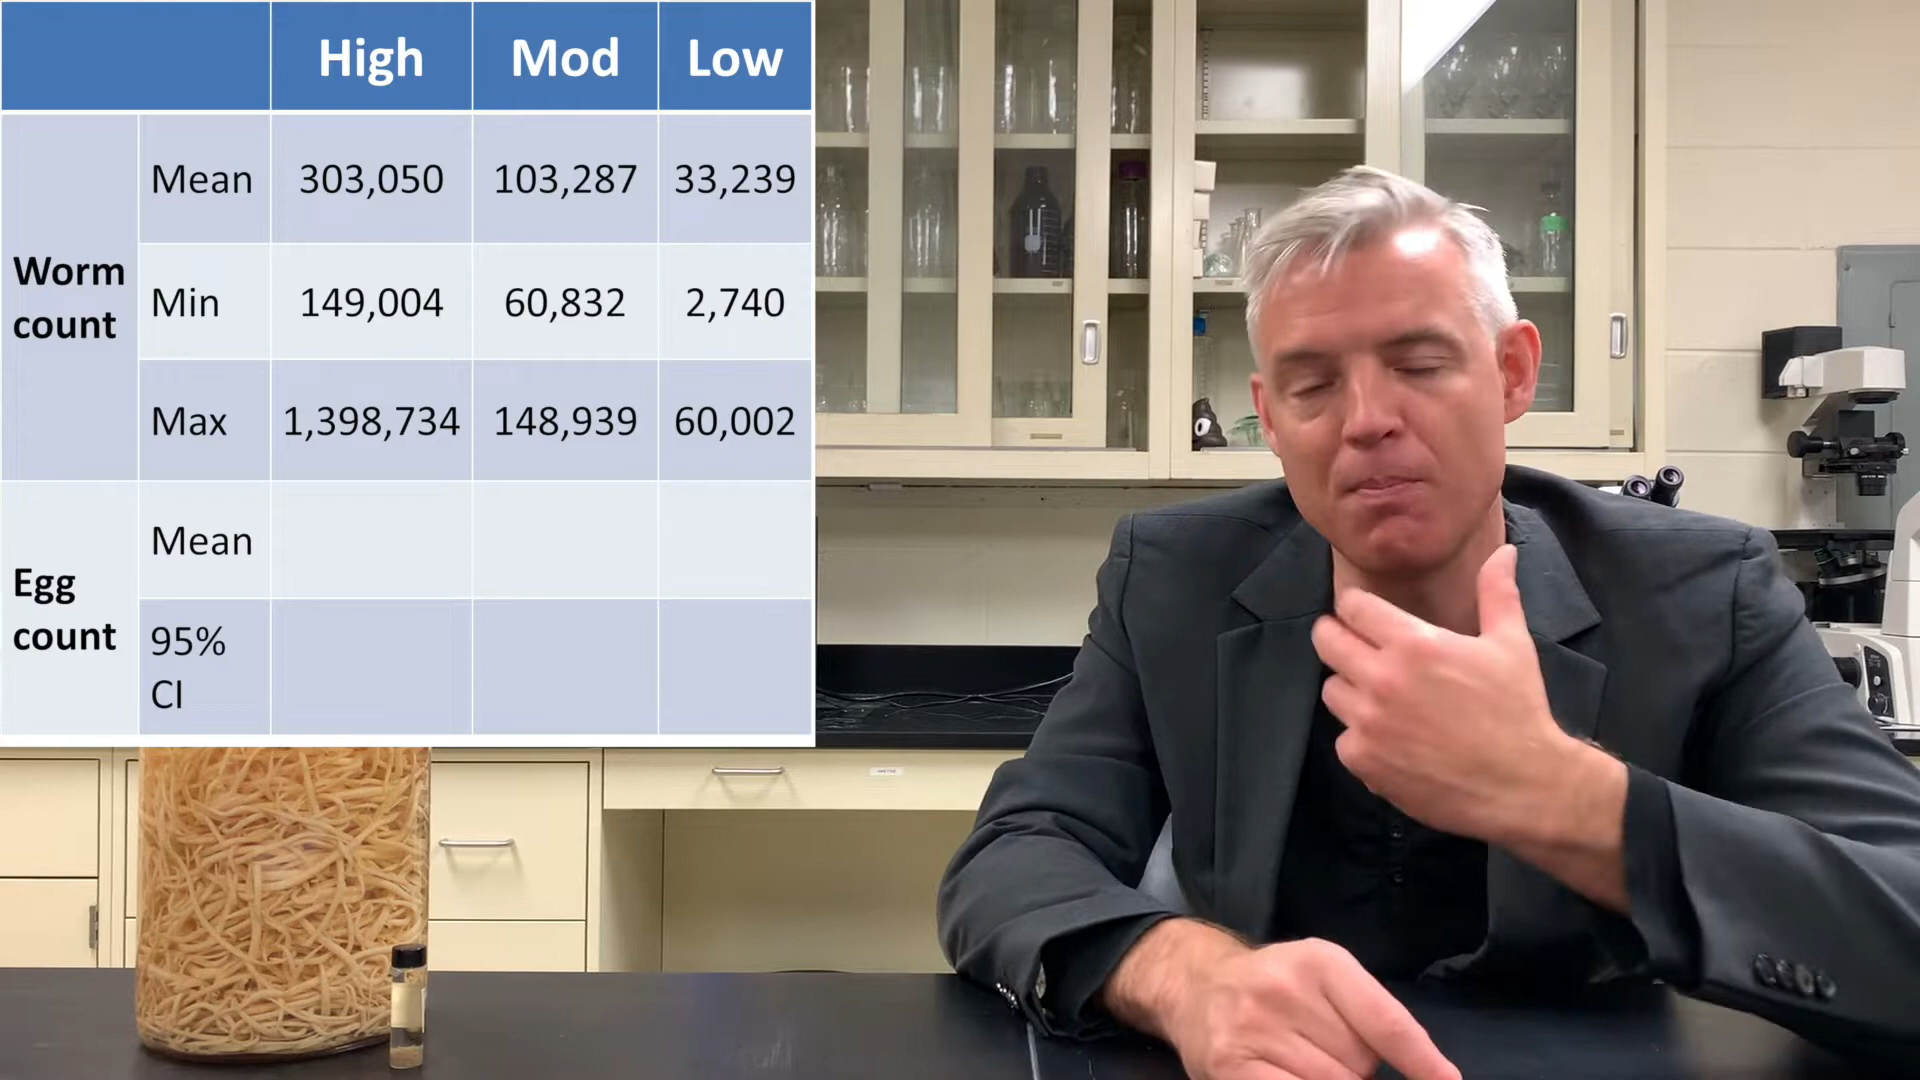 High Mod Low
Worm count
Mean 303,050 103,287 33,239
Min 149,004 60,832 2,740
Max 1,398,734 148,939 60,002
Egg count
Mean
95% CI